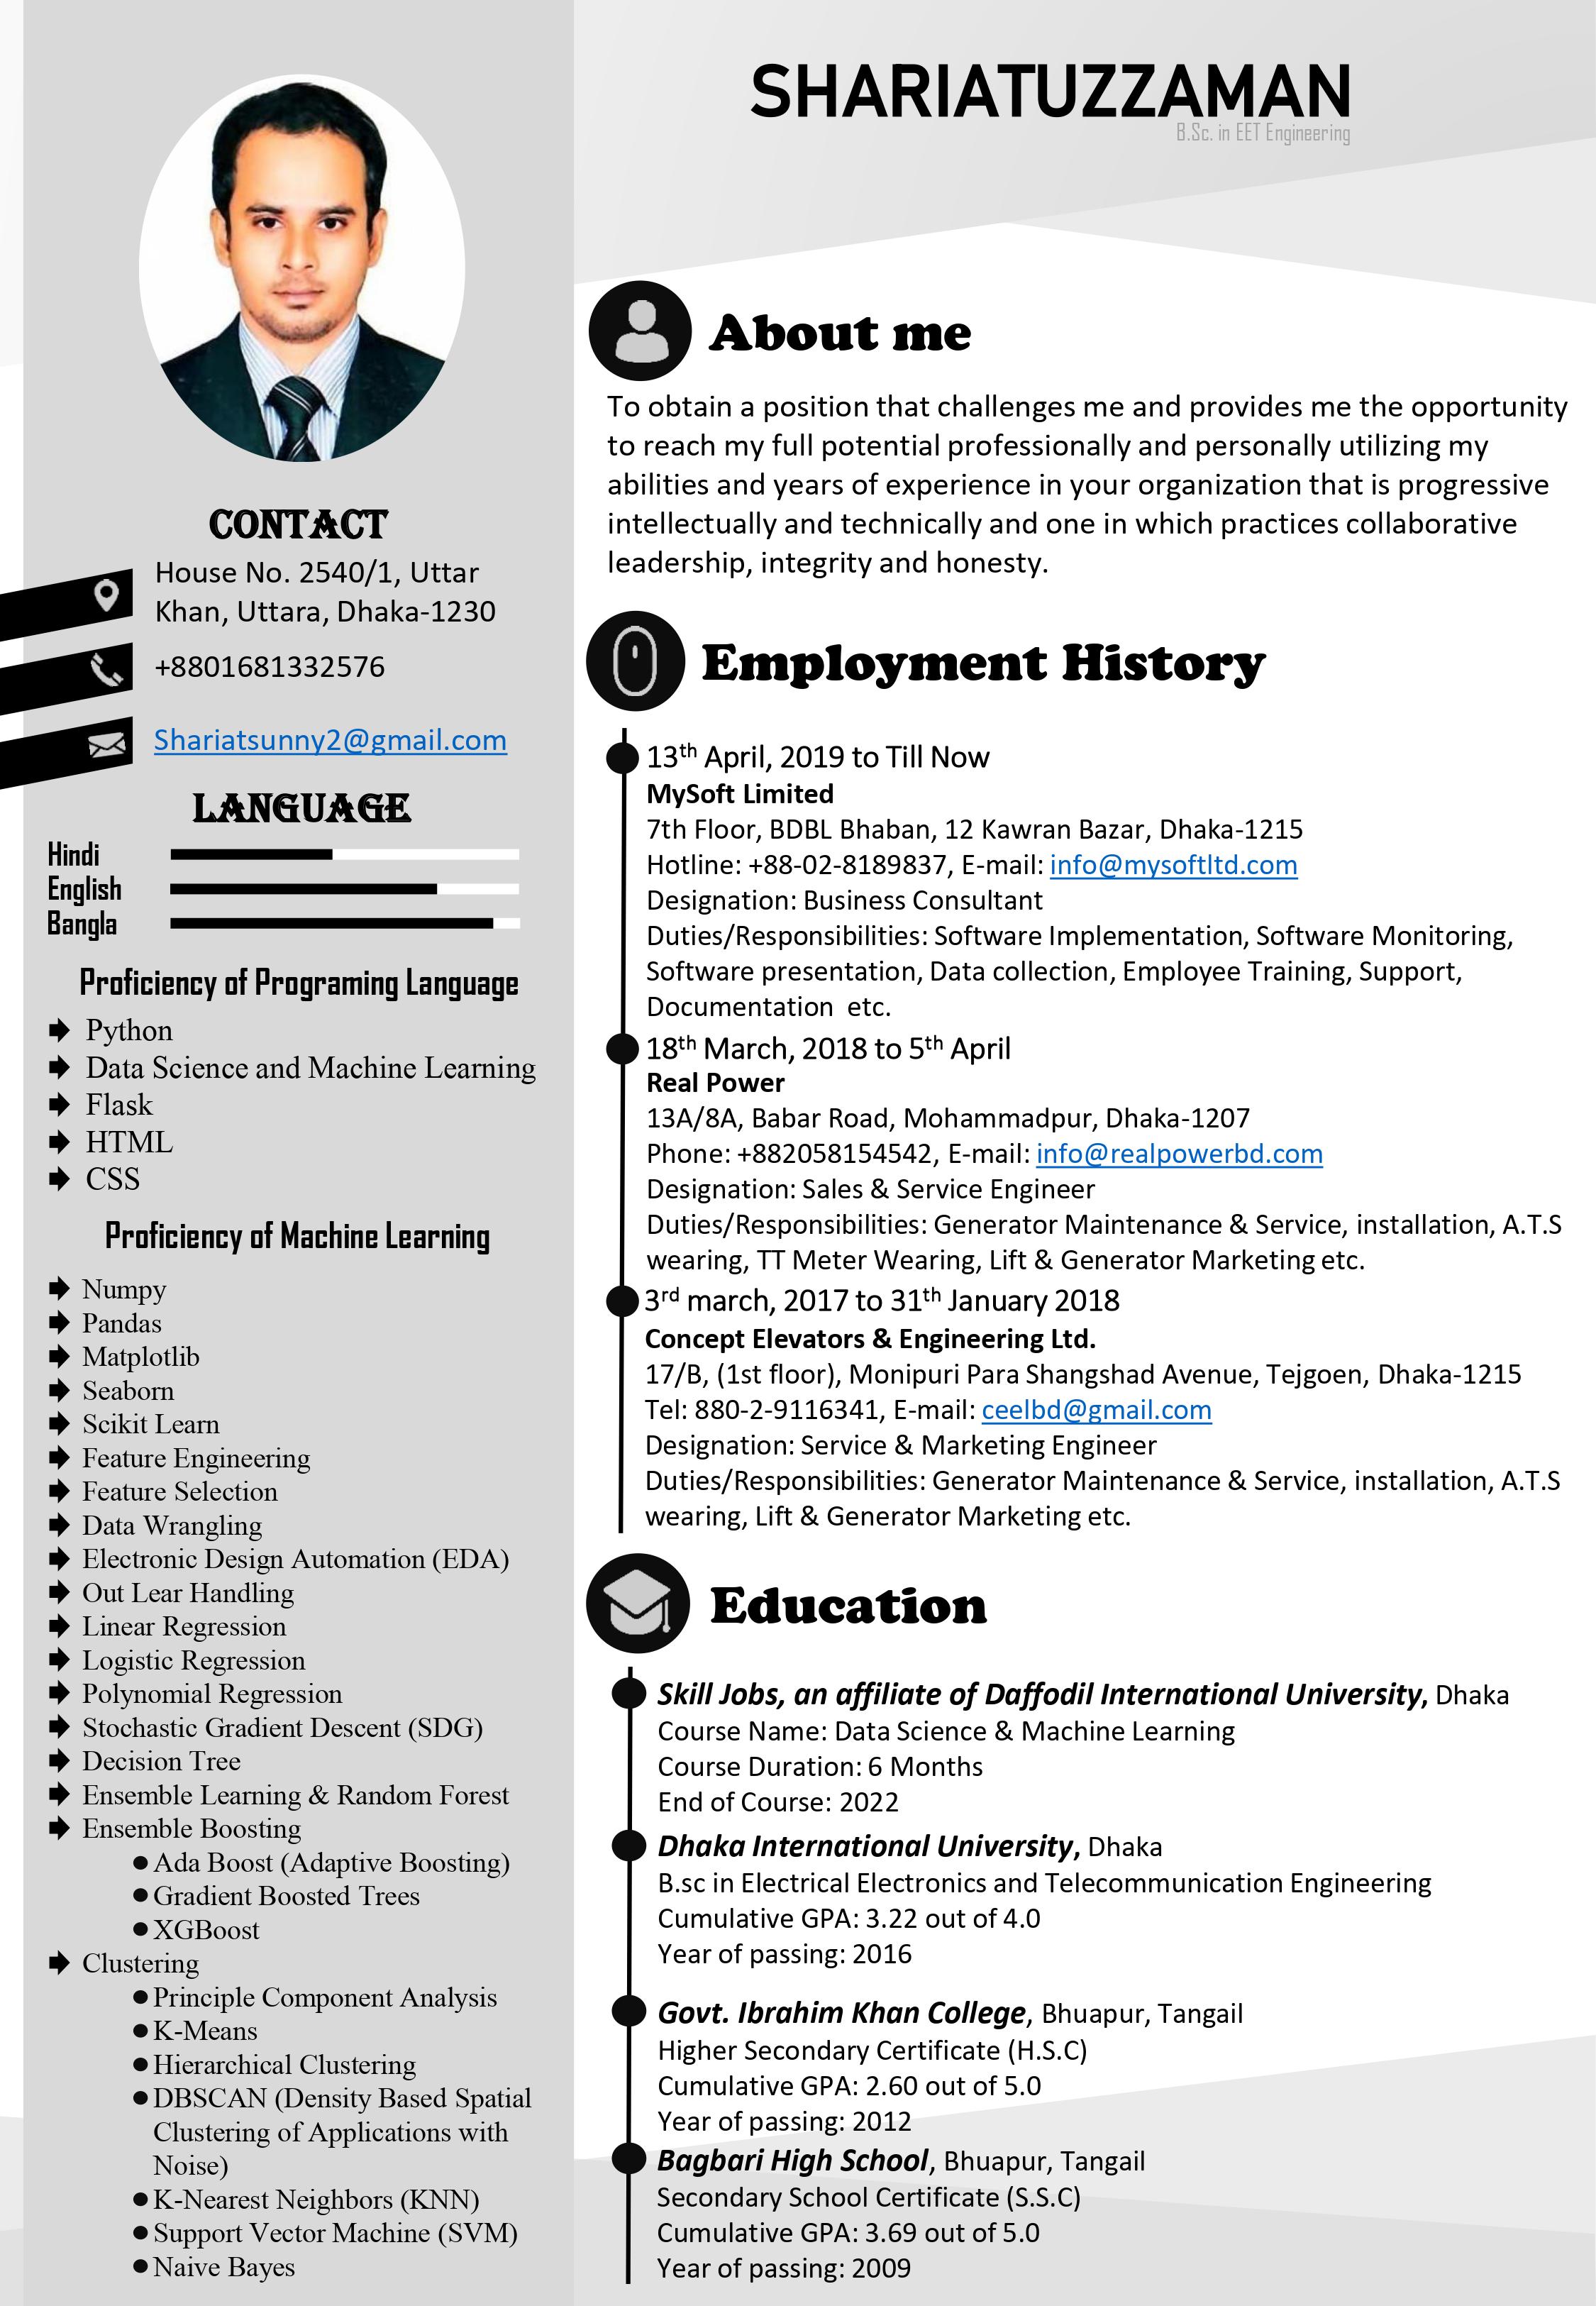 SHARIATUZZAMAN
B.Sc. in EET Engineering
CONTACT
House No. 2540/1, Uttar
Khan, Uttara, Dhaka-1230
+8801681332576
Shariatsunny2@gmail.com
LANGUAGE
Hindi
English
Bangla
Proficiency of Programing Language
Python
Data Science and Machine Learning
Flask
HTML
CSS
Proficiency of Machine Learning
Numpy
Pandas
Matplotlib
Seaborn
Scikit Learn
Feature Engineering
Feature Selection
Data Wrangling
Electronic Design Automation (EDA)
Out Lear Handling
Linear Regression
Logistic Regression
Polynomial Regression
Stochastic Gradient Descent (SDG)
Decision Tree
Ensemble Learning & Random Forest
Ensemble Boosting
● Ada Boost (Adaptive Boosting)
● Gradient Boosted Trees
● XGBoost
Clustering
● Principle Component Analysis
● K-Means
● Hierarchical Clustering
● DBSCAN (Density Based Spatial
Clustering of Applications with
Noise)
● K-Nearest Neighbors (KNN)
● Support Vector Machine (SVM)
● Naive Bayes
About me
To obtain a position that challenges me and provides me the opportunity
to reach my full potential professionally and personally utilizing my
abilities and years of experience in your organization that is progressive
intellectually and technically and one in which practices collaborative
leadership, integrity and honesty.
Employment History
13th April, 2019 to Till Now
MySoft Limited
7th Floor, BDBL Bhaban, 12 Kawran Bazar, Dhaka-1215
Hotline: +88-02-8189837, E-mail: info@mysoftltd.com
Designation: Business Consultant
Duties/Responsibilities: Software Implementation, Software Monitoring,
Software presentation, Data collection, Employee Training, Support,
Documentation etc.
18th March, 2018 to 5th April
Real Power
13A/8A, Babar Road, Mohammadpur, Dhaka-1207
Phone: +882058154542, E-mail: info@realpowerbd.com
Designation: Sales & Service Engineer
Duties/Responsibilities: Generator Maintenance & Service, installation, A.T.S
wearing, TT Meter Wearing, Lift & Generator Marketing etc.
3rd march, 2017 to 31th January 2018
Concept Elevators & Engineering Ltd.
17/B, (1st floor), Monipuri Para Shangshad Avenue, Tejgoen, Dhaka-1215
Tel: 880-2-9116341, E-mail: ceelbd@gmail.com
Designation: Service & Marketing Engineer
Duties/Responsibilities: Generator Maintenance & Service, installation, A.T.S
wearing, Lift & Generator Marketing etc.
Education
Skill Jobs, an affiliate of Daffodil International University, Dhaka
Course Name: Data Science & Machine Learning
Course Duration: 6 Months
End of Course: 2022
Dhaka International University, Dhaka
B.sc in Electrical Electronics and Telecommunication Engineering
Cumulative GPA: 3.22 out of 4.0
Year of passing: 2016
Govt. Ibrahim Khan College, Bhuapur, Tangail
Higher Secondary Certificate (H.S.C)
Cumulative GPA: 2.60 out of 5.0
Year of passing: 2012
Bagbari High School, Bhuapur, Tangail
Secondary School Certificate (S.S.C)
Cumulative GPA: 3.69 out of 5.0
Year of passing: 2009